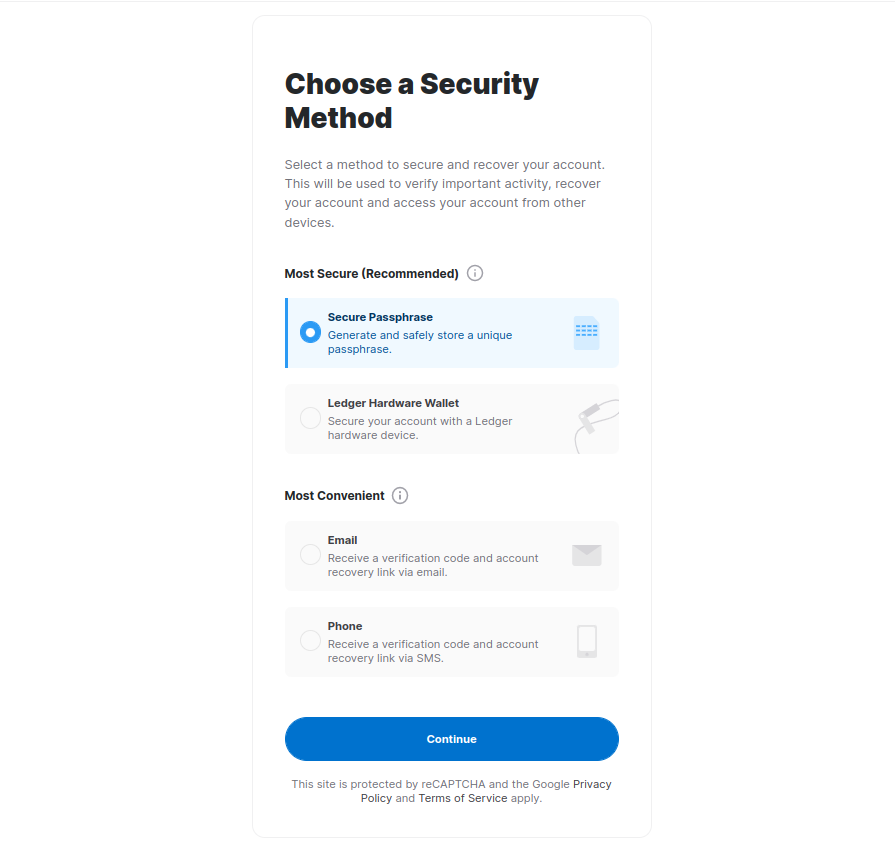 Choose a Security
Method
Select a method to secure and recover your account.
This will be used to verify important activity, recover
your account and access your account from other
devices.
Most Secure (Recommended)
Secure Passphrase
Generate and safely store a unique
passphrase.
Ledger Hardware Wallet
Secure your account with a Ledger
hardware device.
Most Convenient
Email
Receive a verification code and account
recovery link via email.
Phone
Receive a verification code and account
recovery link via SMS.
Continue
This site is protected by reCAPTCHA and the Google Privacy
Policy and Terms of Service apply.